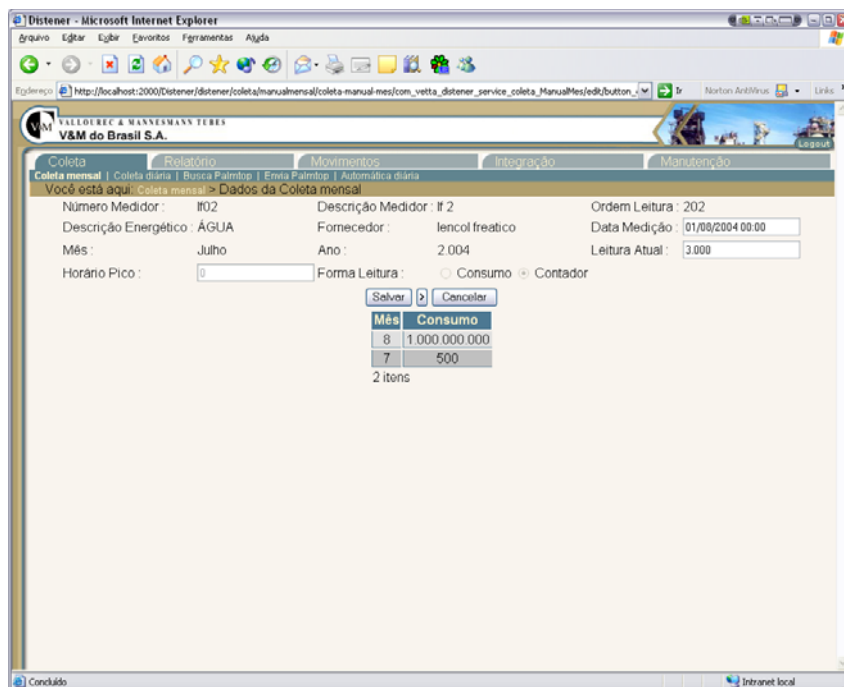 Distener - Microsoft Internet Explorer
Arquivo Editar Exibir Favoritos Ferramentas Ajuda
Endereço http://localhost:2000/Distener/distener/coleta/manualmensal/coleta-manual-mes/com_vetta_distener_service_coleta_ManualMes/edit/button_ Ir Norton AntiVirus Links
V&M VALLOUREC & MANNESMANN TUBES
V&M do Brasil S.A.
Logout
Coleta Relatório Movimentos Integração Manutenção
Coleta mensal | Coleta diária | Busca Palmtop | Envia Palmtop | Automática diária
Você está aqui: Coleta mensal > Dados da Coleta mensal
Número Medidor : lf02 Descrição Medidor : lf 2 Ordem Leitura : 202
Descrição Energético : ÁGUA Fornecedor : lencol freatico Data Medição : 01/08/2004 00:00
Mês : Julho Ano : 2.004 Leitura Atual : 3.000
Horário Pico : 0 Forma Leitura : Consumo Contador
Salvar > Cancelar
Mês Consumo
8 1.000.000.000
7 500
2 itens
Concluído Intranet local